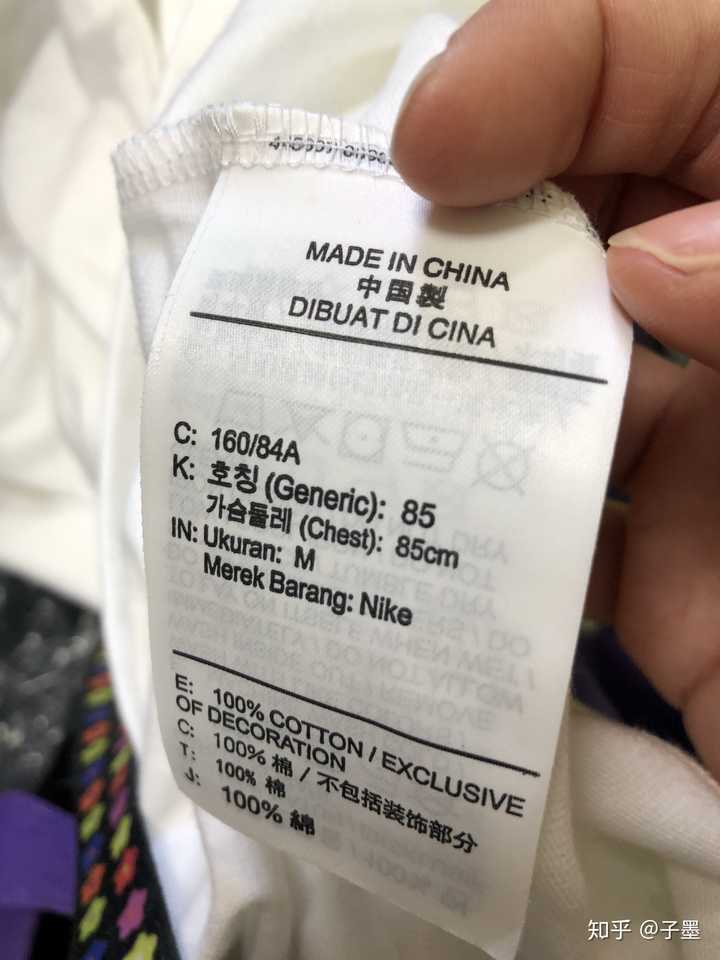 MADE IN CHINA
中国製
DIBUAT DI CINA
C: 160/84A
K: 호칭 (Generic): 85
가슴둘레 (Chest): 85cm
IN: Ukuran: M
Merek Barang: Nike
E: 100% COTTON / EXCLUSIVE
OF DECORATION
C: 100% 棉 / 不包括装饰部分
T: 100% 棉
J: 100% 綿
知乎 @子墨